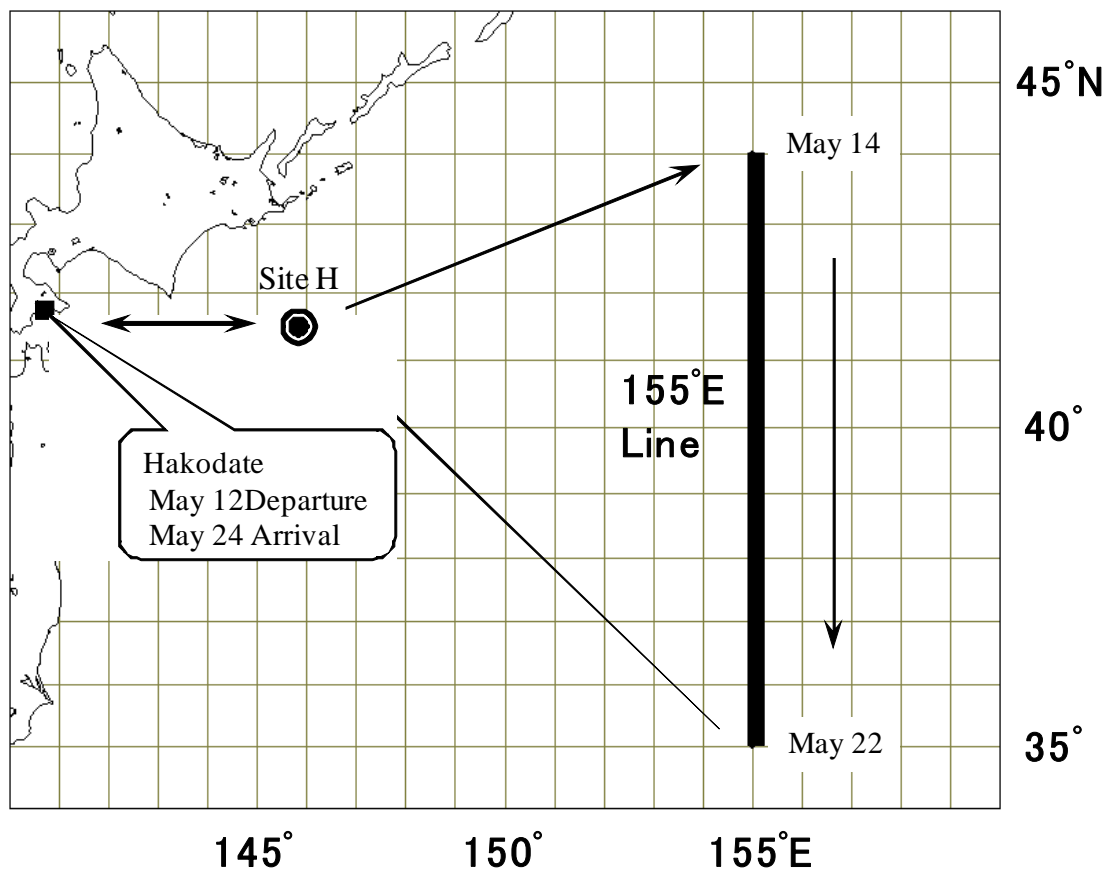 45°N
May 14
Site H
155°E
Line
40°
Hakodate
May 12Departure
May 24 Arrival
May 22
35°
145°
150°
155°E